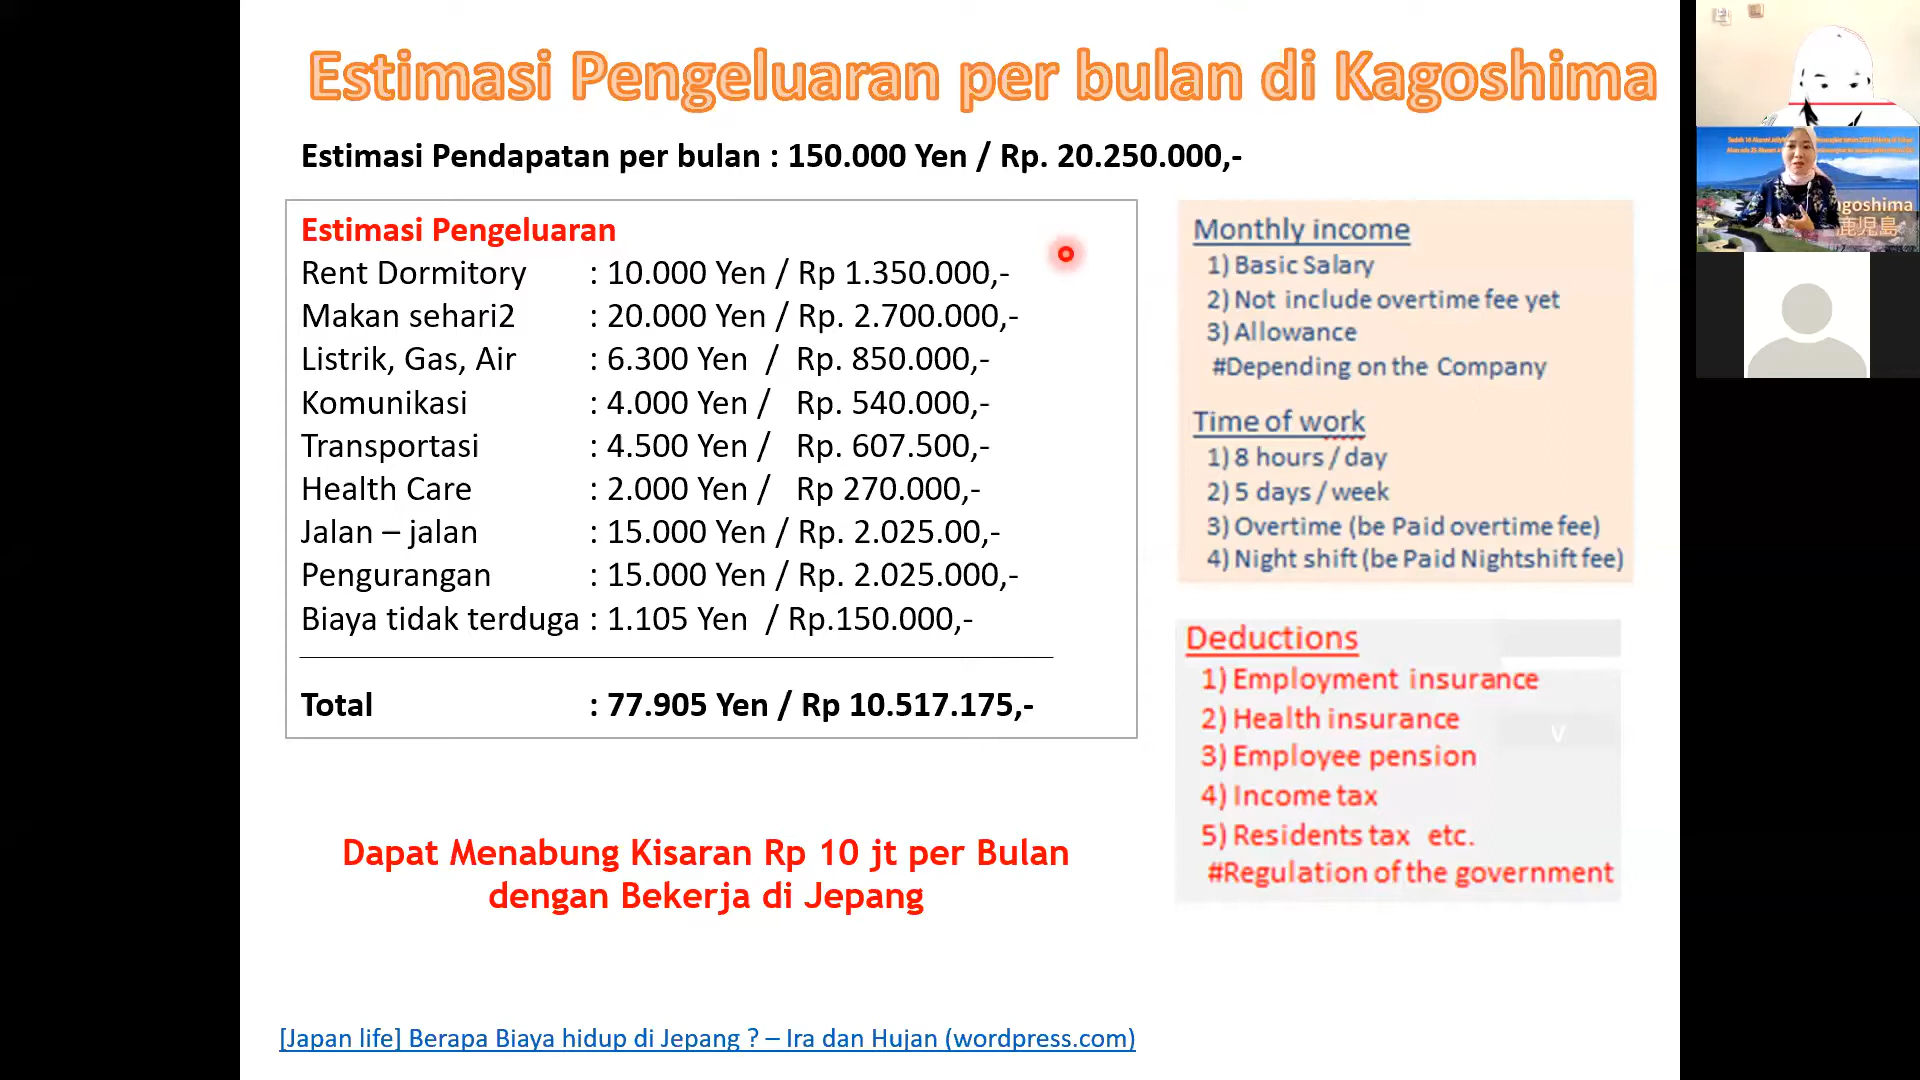 Estimasi Pengeluaran per bulan di Kagoshima
Estimasi Pendapatan per bulan : 150.000 Yen / Rp. 20.250.000,-
Estimasi Pengeluaran
Rent Dormitory : 10.000 Yen / Rp 1.350.000,-
Makan sehari2 : 20.000 Yen / Rp. 2.700.000,-
Listrik, Gas, Air : 6.300 Yen / Rp. 850.000,-
Komunikasi : 4.000 Yen / Rp. 540.000,-
Transportasi : 4.500 Yen / Rp. 607.500,-
Health Care : 2.000 Yen / Rp 270.000,-
Jalan – jalan : 15.000 Yen / Rp. 2.025.00,-
Pengurangan : 15.000 Yen / Rp. 2.025.000,-
Biaya tidak terduga : 1.105 Yen / Rp.150.000,-
Total : 77.905 Yen / Rp 10.517.175,-
Dapat Menabung Kisaran Rp 10 jt per Bulan
dengan Bekerja di Jepang
[Japan life] Berapa Biaya hidup di Jepang ? – Ira dan Hujan (wordpress.com)
Monthly income
1) Basic Salary
2) Not include overtime fee yet
3) Allowance
#Depending on the Company
Time of work
1) 8 hours / day
2) 5 days / week
3) Overtime (be Paid overtime fee)
4) Night shift (be Paid Nightshift fee)
Deductions
1) Employment insurance
2) Health insurance
3) Employee pension
4) Income tax
5) Residents tax etc.
#Regulation of the government
v
goshima
鹿児島